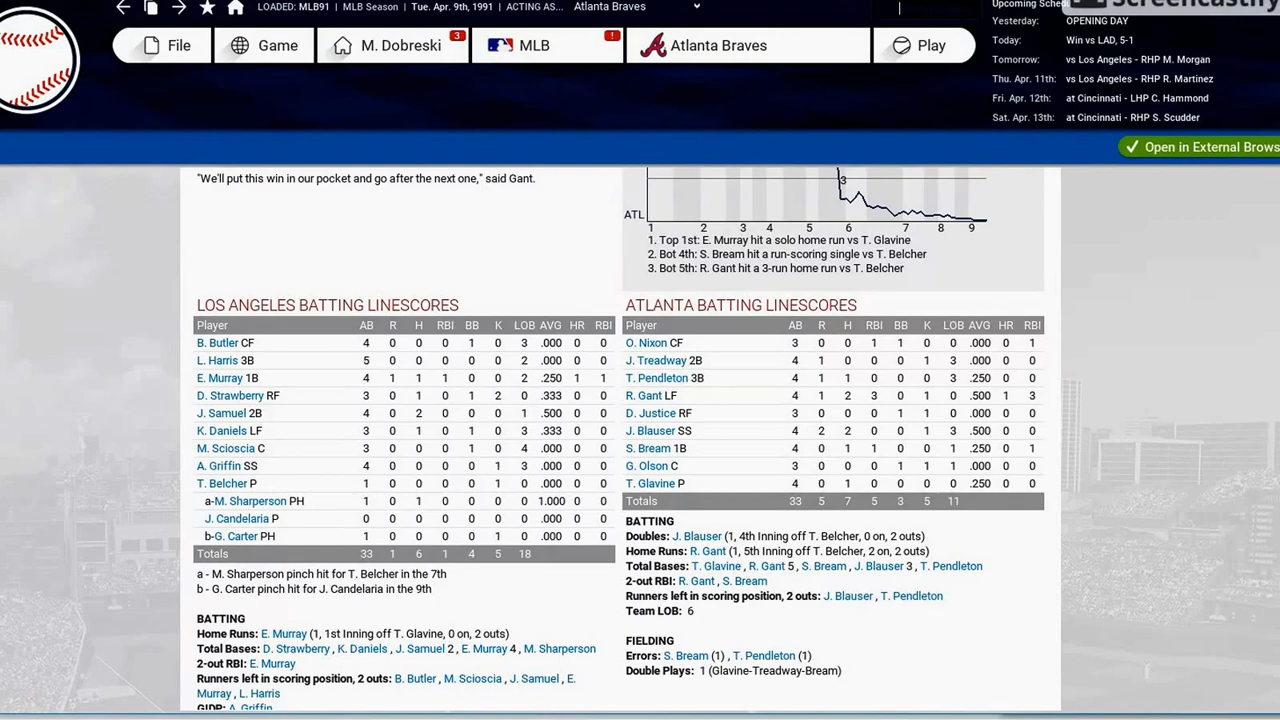 LOADED: MLB91 | MLB Season | Tue. Apr. 9th, 1991 | ACTING AS... Atlanta Braves
Screencastify
Upcoming
Yesterday: OPENING DAY
Today: Win vs LAD, 5-1
Tomorrow: vs Los Angeles - RHP M. Morgan
Thu. Apr. 11th: vs Los Angeles - RHP R. Martinez
Fri. Apr. 12th: at Cincinnati - LHP C. Hammond
Sat. Apr. 13th: at Cincinnati - RHP S. Scudder
File Game M. Dobreski 3 MLB ! Atlanta Braves Play
Open in External Brows
"We'll put this win in our pocket and go after the next one," said Gant.
3
ATL
1 2 3 4 5 6 7 8 9
1. Top 1st: E. Murray hit a solo home run vs T. Glavine
2. Bot 4th: S. Bream hit a run-scoring single vs T. Belcher
3. Bot 5th: R. Gant hit a 3-run home run vs T. Belcher
LOS ANGELES BATTING LINESCORES
Player AB R H RBI BB K LOB AVG HR RBI
B. Butler CF 4 0 0 0 1 0 3 .000 0 0
L. Harris 3B 5 0 0 0 0 0 2 .000 0 0
E. Murray 1B 4 1 1 1 0 0 2 .250 1 1
D. Strawberry RF 3 0 1 0 1 2 0 .333 0 0
J. Samuel 2B 4 0 2 0 0 0 1 .500 0 0
K. Daniels LF 3 0 1 0 1 0 3 .333 0 0
M. Scioscia C 3 0 0 0 1 0 4 .000 0 0
A. Griffin SS 4 0 0 0 0 1 3 .000 0 0
T. Belcher P 1 0 0 0 0 1 0 .000 0 0
a-M. Sharperson PH 1 0 1 0 0 0 0 1.000 0 0
J. Candelaria P 0 0 0 0 0 0 0 .000 0 0
b-G. Carter PH 1 0 0 0 0 1 0 .000 0 0
Totals 33 1 6 1 4 5 18
a - M. Sharperson pinch hit for T. Belcher in the 7th
b - G. Carter pinch hit for J. Candelaria in the 9th
BATTING
Home Runs: E. Murray (1, 1st Inning off T. Glavine, 0 on, 2 outs)
Total Bases: D. Strawberry , K. Daniels , J. Samuel 2 , E. Murray 4 , M. Sharperson
2-out RBI: E. Murray
Runners left in scoring position, 2 outs: B. Butler , M. Scioscia , J. Samuel , E.
Murray , L. Harris
GIDP: A. Griffin
ATLANTA BATTING LINESCORES
Player AB R H RBI BB K LOB AVG HR RBI
O. Nixon CF 3 0 0 1 1 0 0 .000 0 1
J. Treadway 2B 4 1 0 0 0 1 3 .000 0 0
T. Pendleton 3B 4 1 1 0 0 0 3 .250 0 0
R. Gant LF 4 1 2 3 0 1 0 .500 1 3
D. Justice RF 3 0 0 0 1 1 0 .000 0 0
J. Blauser SS 4 2 2 0 0 1 3 .500 0 0
S. Bream 1B 4 0 1 1 0 0 1 .250 0 1
G. Olson C 3 0 0 0 1 1 1 .000 0 0
T. Glavine P 4 0 1 0 0 0 0 .250 0 0
Totals 33 5 7 5 3 5 11
BATTING
Doubles: J. Blauser (1, 4th Inning off T. Belcher, 0 on, 2 outs)
Home Runs: R. Gant (1, 5th Inning off T. Belcher, 2 on, 2 outs)
Total Bases: T. Glavine , R. Gant 5 , S. Bream , J. Blauser 3 , T. Pendleton
2-out RBI: R. Gant , S. Bream
Runners left in scoring position, 2 outs: J. Blauser , T. Pendleton
Team LOB: 6
FIELDING
Errors: S. Bream (1) , T. Pendleton (1)
Double Plays: 1 (Glavine-Treadway-Bream)